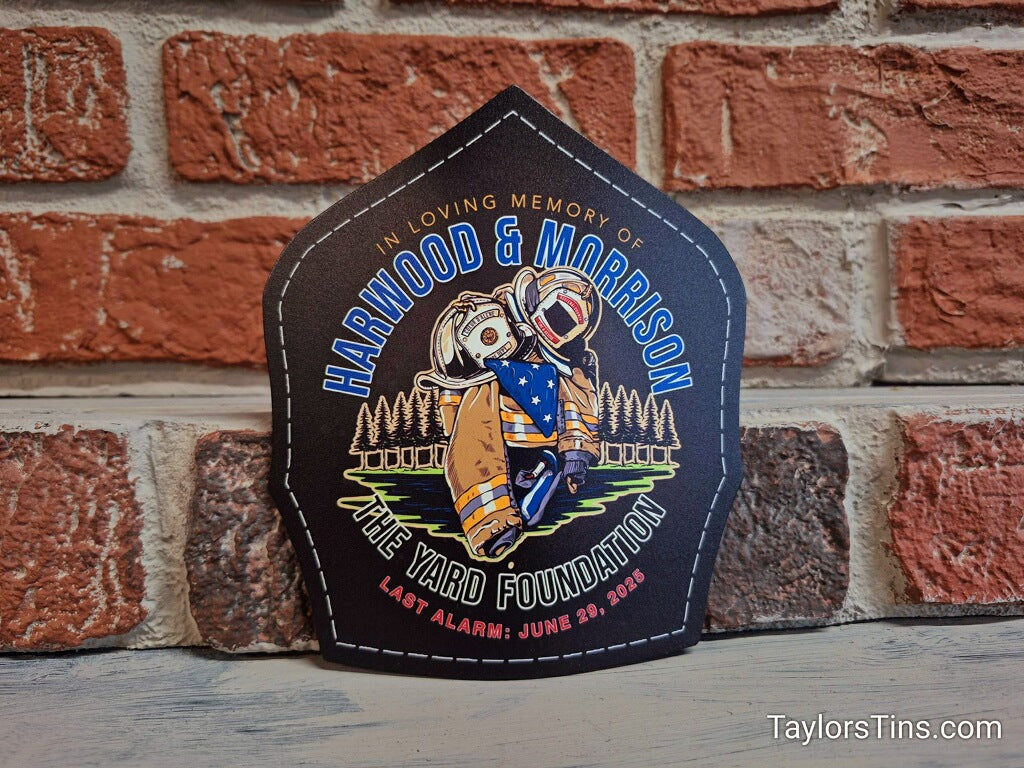 IN LOVING MEMORY OF
HARWOOD & MORRISON
THE YARD FOUNDATION
LAST ALARM: JUNE 29, 2025
TaylorsTins.com